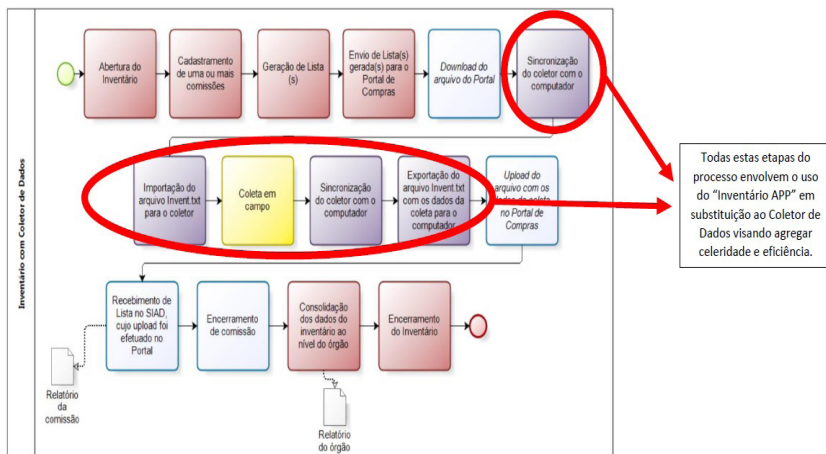 Inventário com Coletor de Dados
Abertura do
Inventário
Cadastramento
de uma ou mais
comissões
Geração de Lista
(s)
Envio de Lista(s)
gerada(s) para o
Portal de
Compras
Download do
arquivo do Portal
Sincronização
do coletor com o
computador
Importação do
arquivo Invent.txt
para o coletor
Coleta em
campo
Sincronização
do coletor com o
computador
Exportação do
arquivo Invent.txt
com os dados da
coleta para o
computador
Upload do
arquivo com os
dados da coleta
no Portal de
Compras
Todas estas etapas do
processo envolvem o uso
do “Inventário APP” em
substituição ao Coletor de
Dados visando agregar
celeridade e eficiência.
Recebimento de
Lista no SIAD,
cujo upload foi
efetuado no
Portal
Encerramento
de comissão
Consolidação
dos dados do
inventário ao
nível do órgão
Encerramento
do Inventário
Relatório
da
comissão
Relatório
do órgão